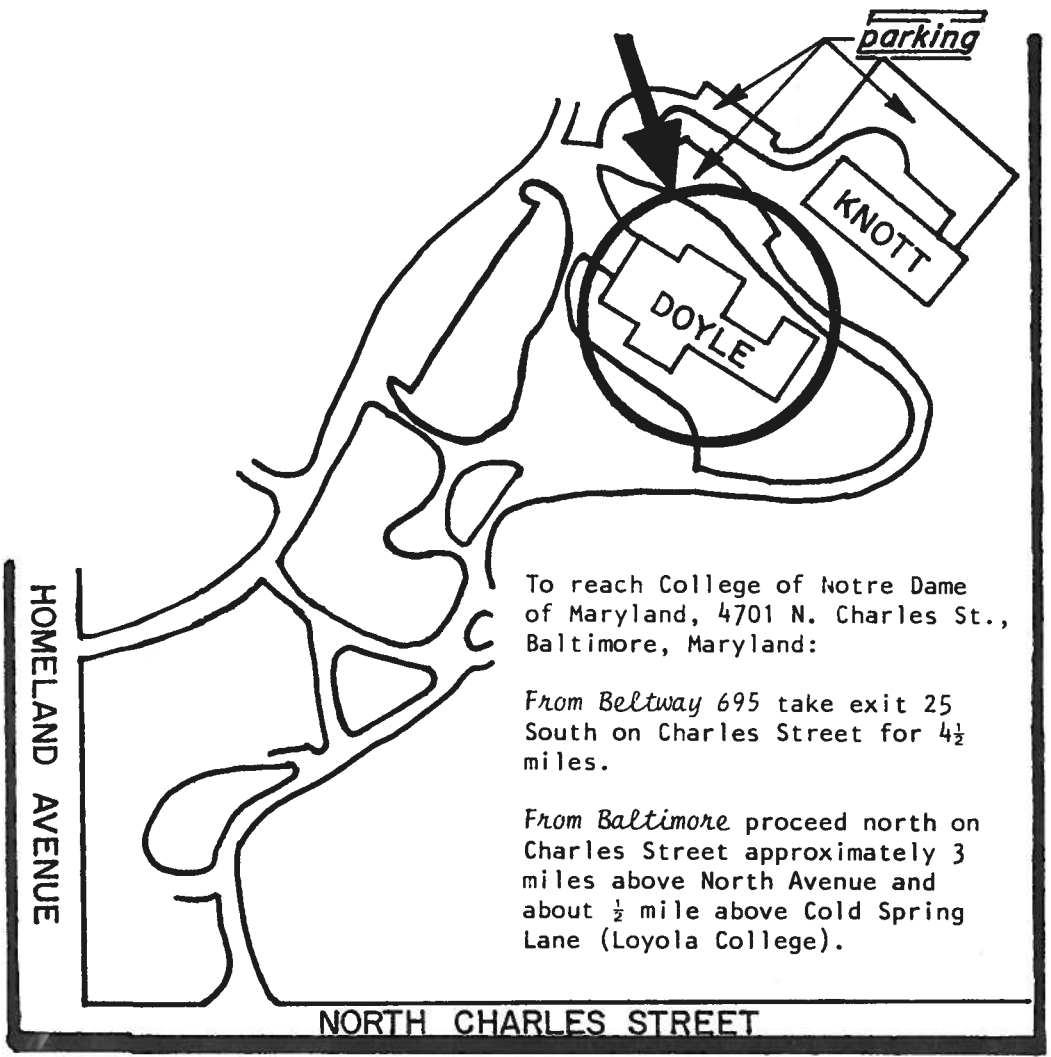 parking
KNOTT
DOYLE
HOMELAND AVENUE
To reach College of Notre Dame
of Maryland, 4701 N. Charles St.,
Baltimore, Maryland:
From Beltway 695 take exit 25
South on Charles Street for 4½
miles.
From Baltimore proceed north on
Charles Street approximately 3
miles above North Avenue and
about ½ mile above Cold Spring
Lane (Loyola College).
NORTH CHARLES STREET